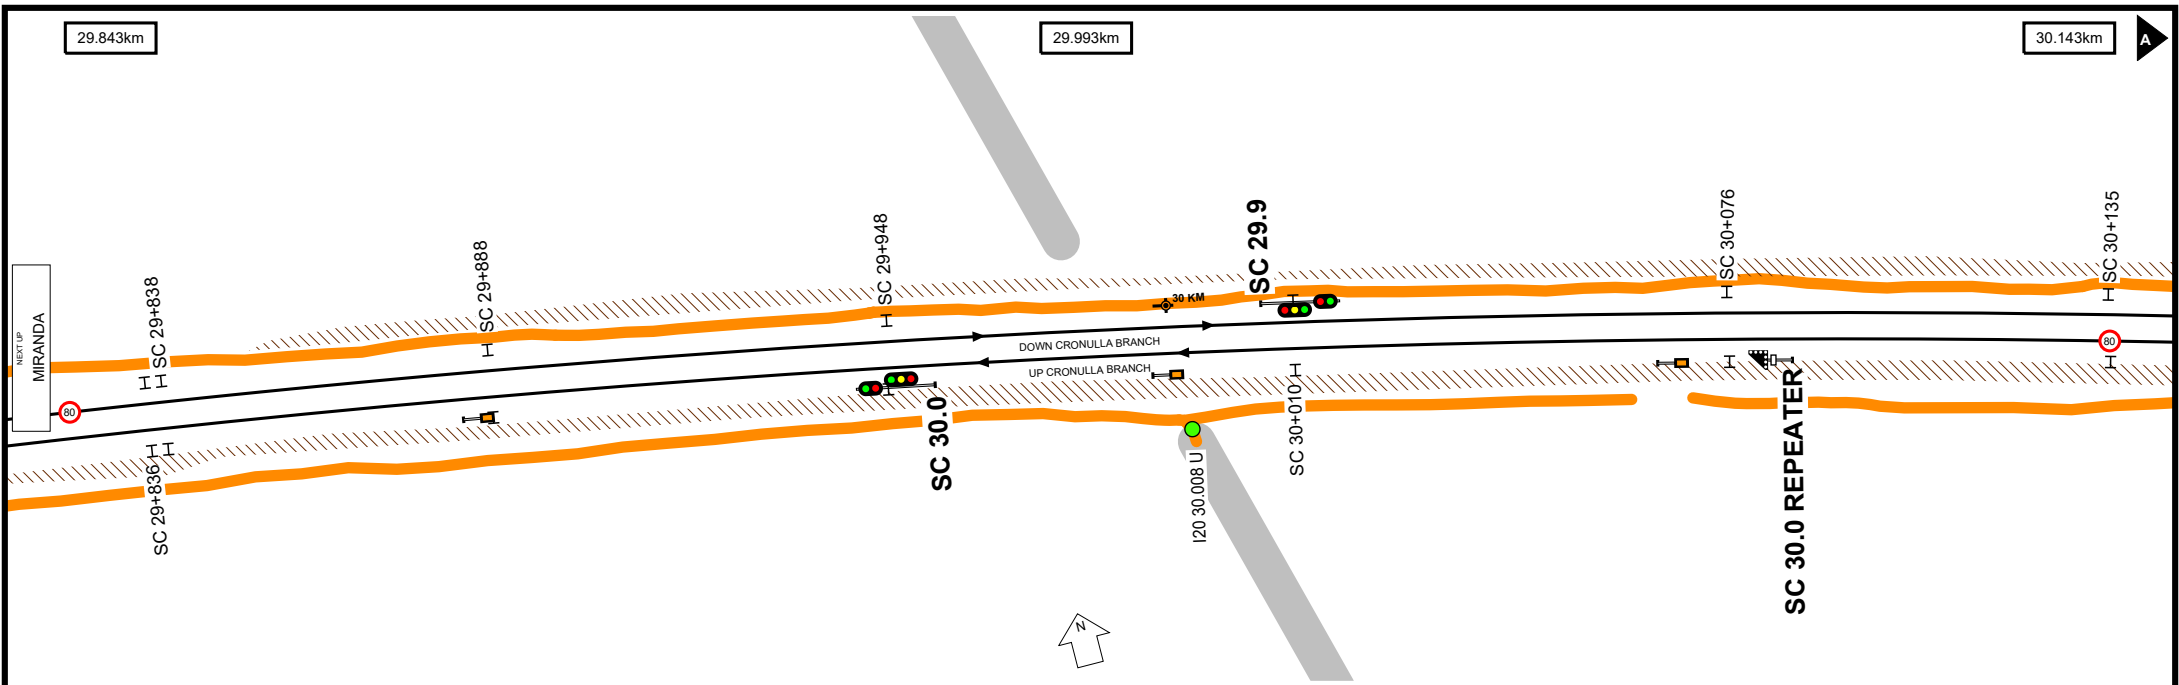 29.843km
29.993km
30.143km
A
NEXT UP
MIRANDA
SC 29+838
SC 29+888
SC 29+948
SC 29.9
SC 30+076
SC 30+135
30 KM
DOWN CRONULLA BRANCH
UP CRONULLA BRANCH
80
80
SC 29+836
SC 30.0
I20 30.008 U
SC 30+010
SC 30.0 REPEATER
N